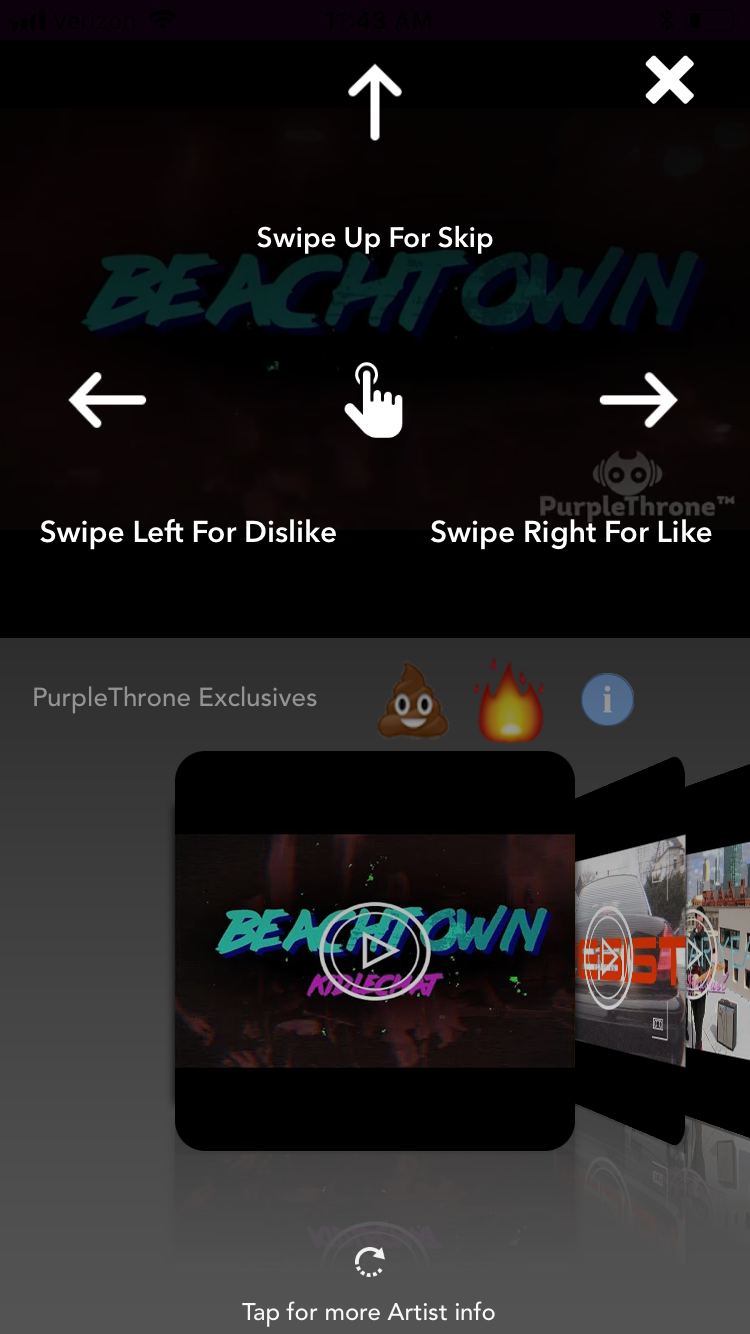 Verizon
11:43 AM
Swipe Up For Skip
BEACHTOWN
PurpleThrone™
Swipe Left For Dislike
Swipe Right For Like
PurpleThrone Exclusives
i
BEACHTOWN
Tap for more Artist info